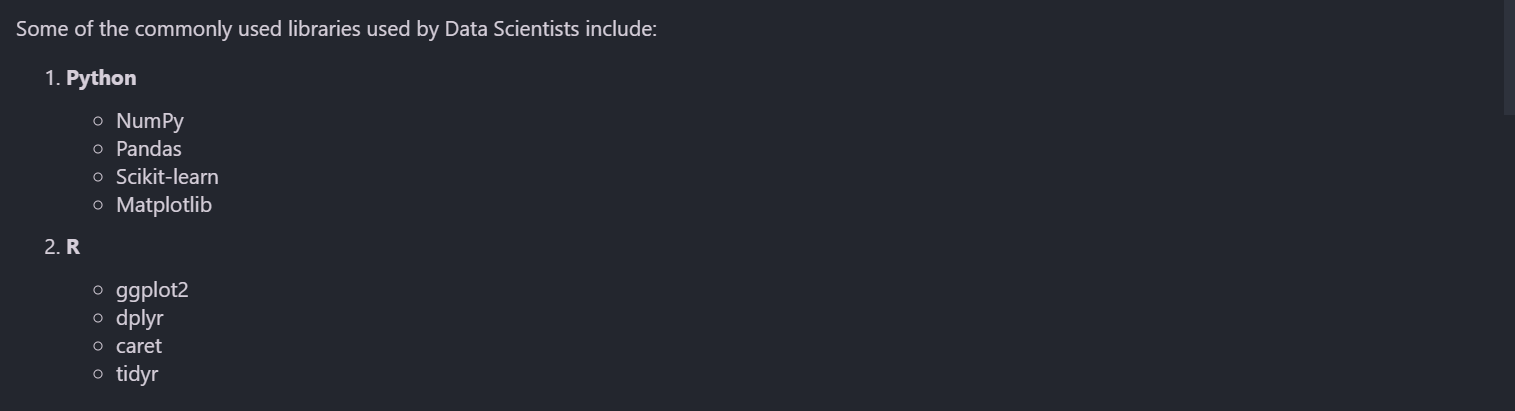 Some of the commonly used libraries used by Data Scientists include:
1. Python
NumPy
Pandas
Scikit-learn
Matplotlib
2. R
ggplot2
dplyr
caret
tidyr